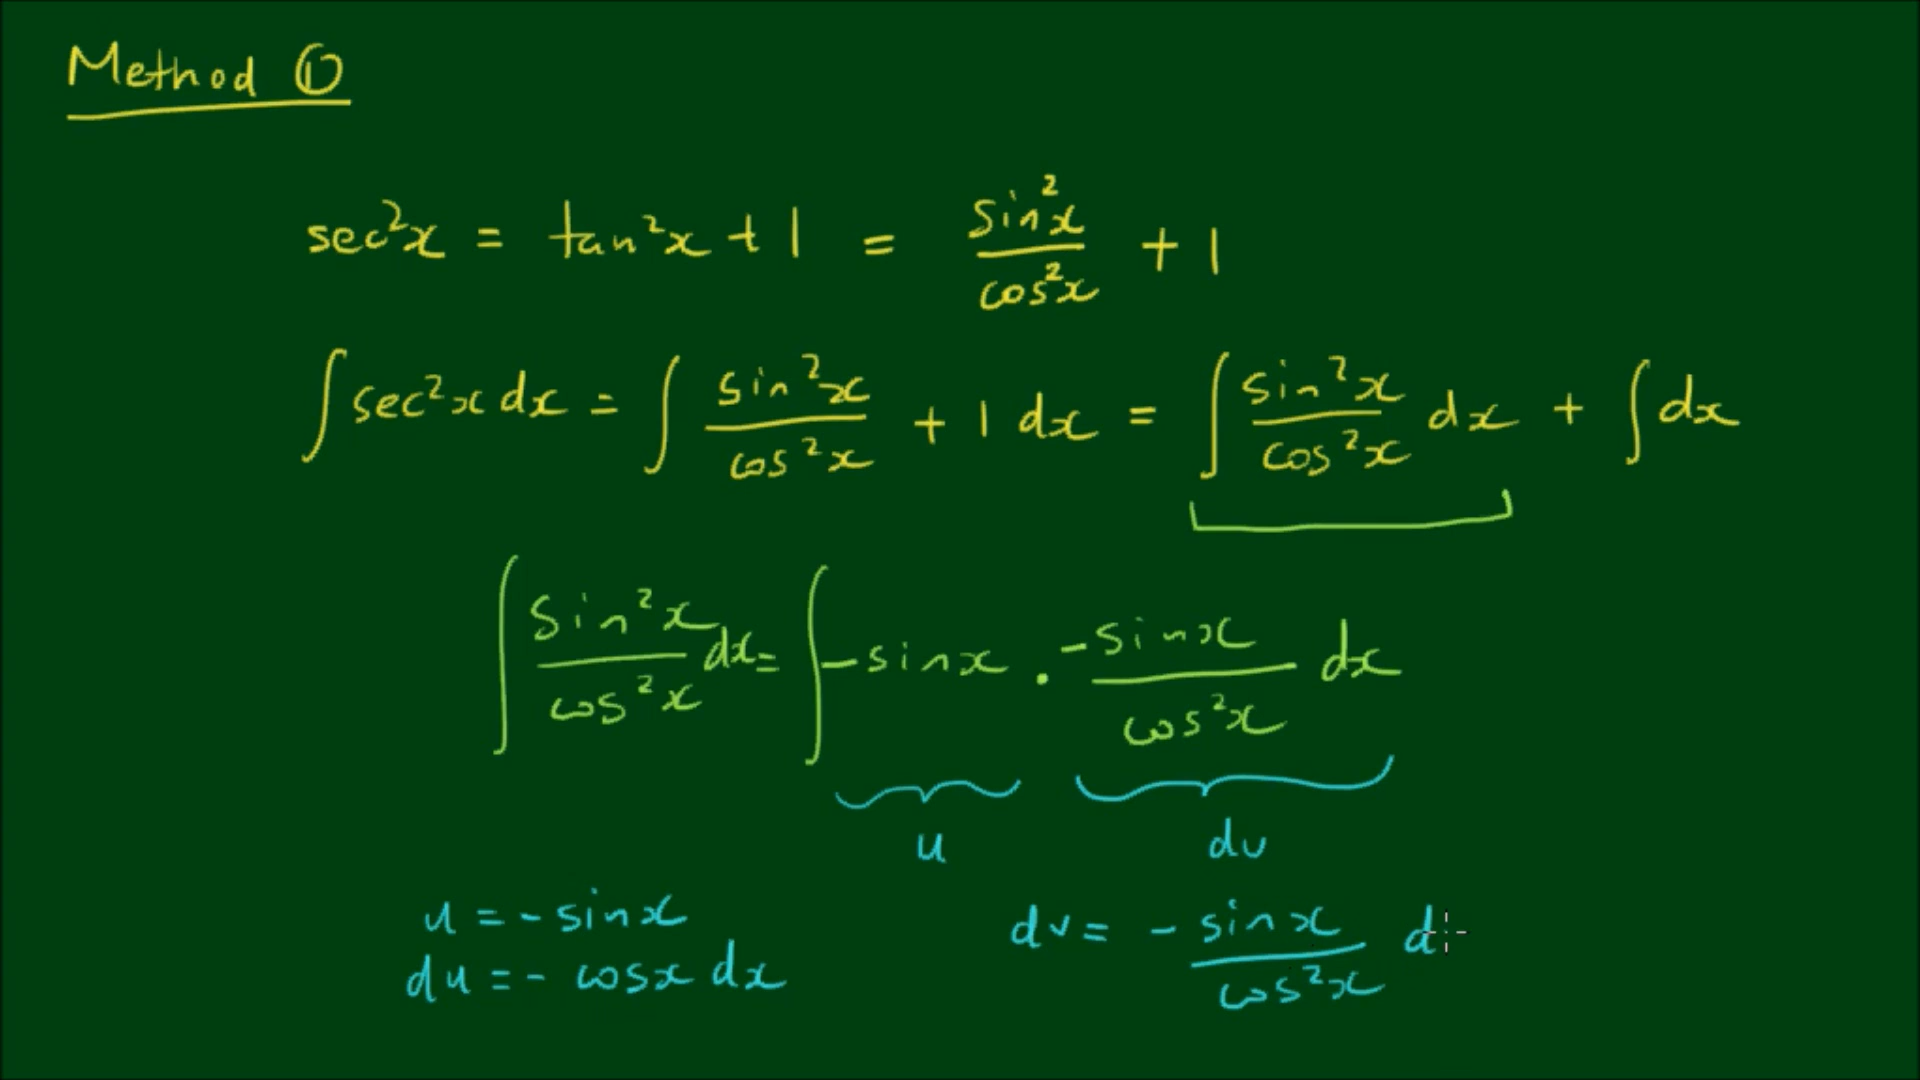 Method ①
sec²x = tan²x + 1 = sin²x/cos²x + 1
∫ sec²x dx = ∫ sin²x/cos²x + 1 dx = ∫ sin²x/cos²x dx + ∫ dx
∫ sin²x/cos²x dx = ∫ -sinx · -sinx/cos²x dx
u dv
u = -sinx
du = -cosx dx
dv = -sinx/cos²x d